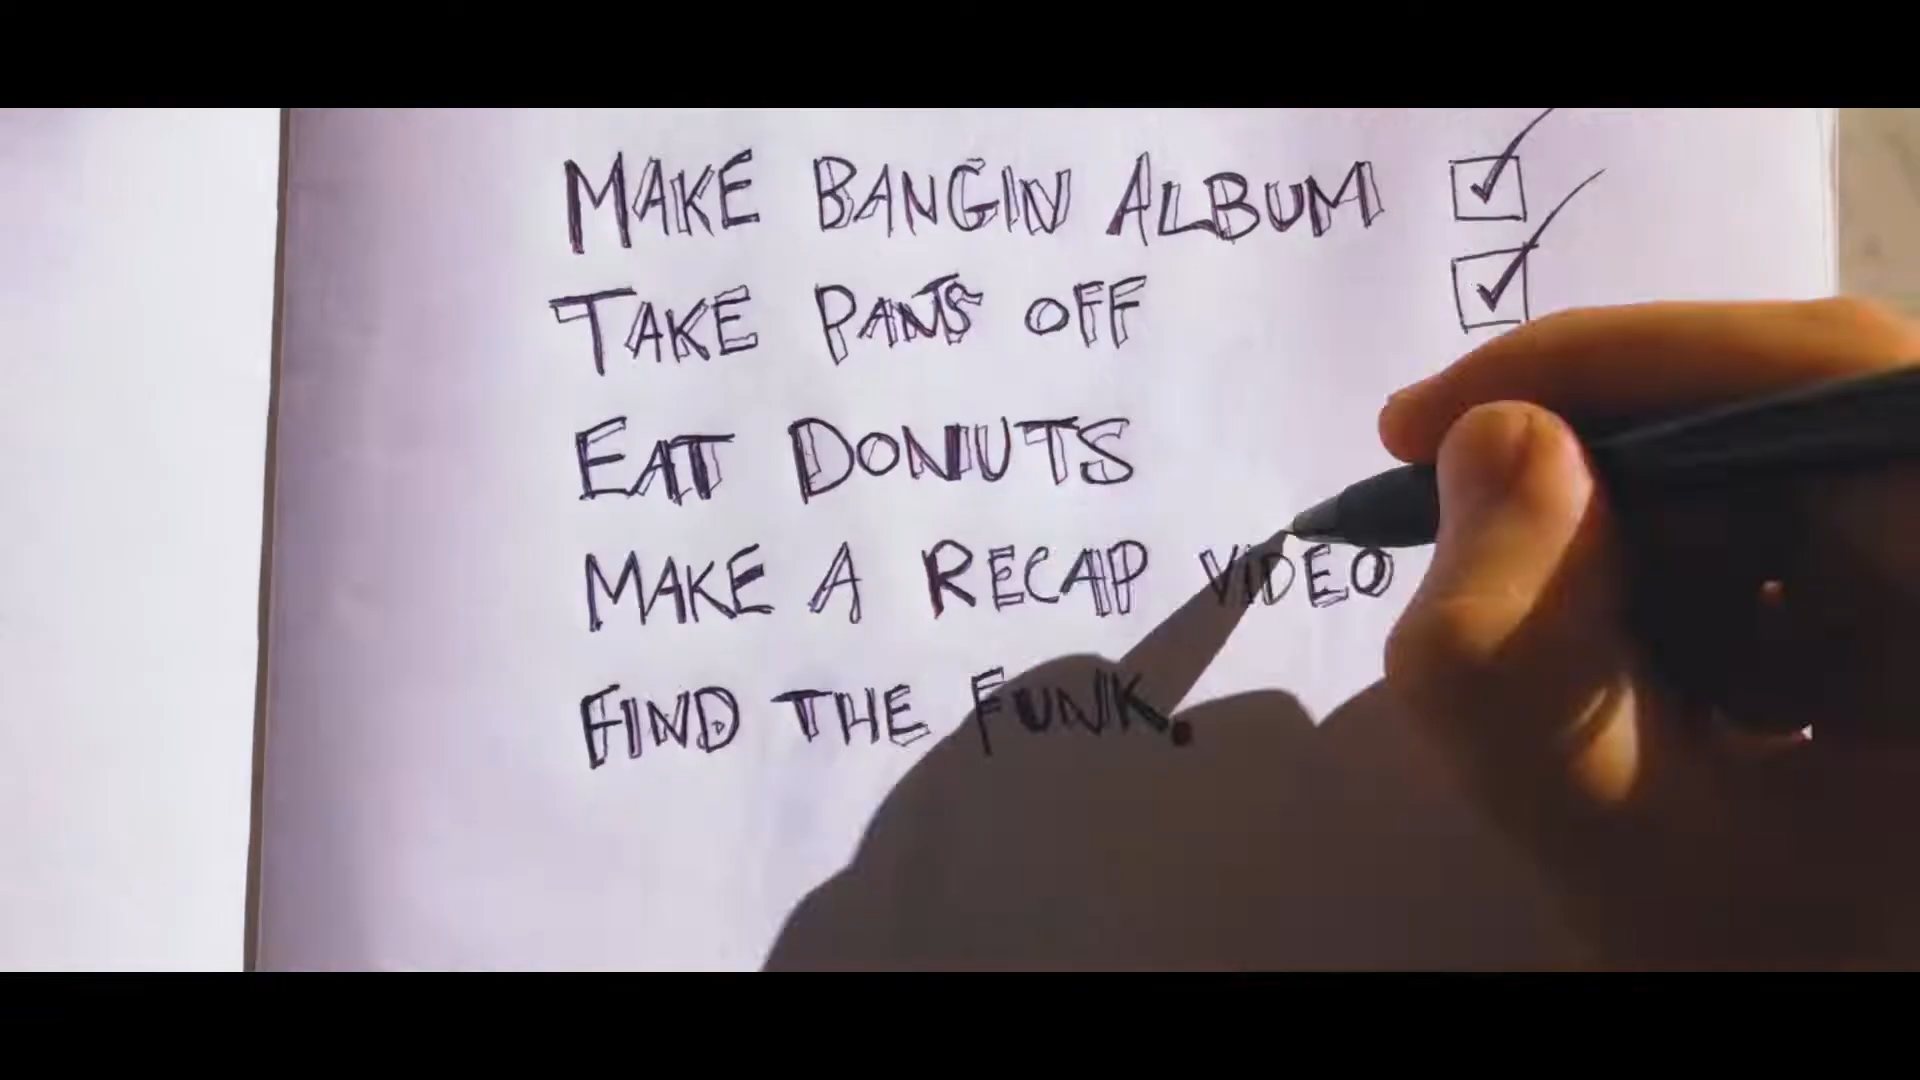 MAKE BANGIN ALBUM
TAKE PANTS OFF
EAT DONUTS
MAKE A RECAP VIDEO
FIND THE FUNK.